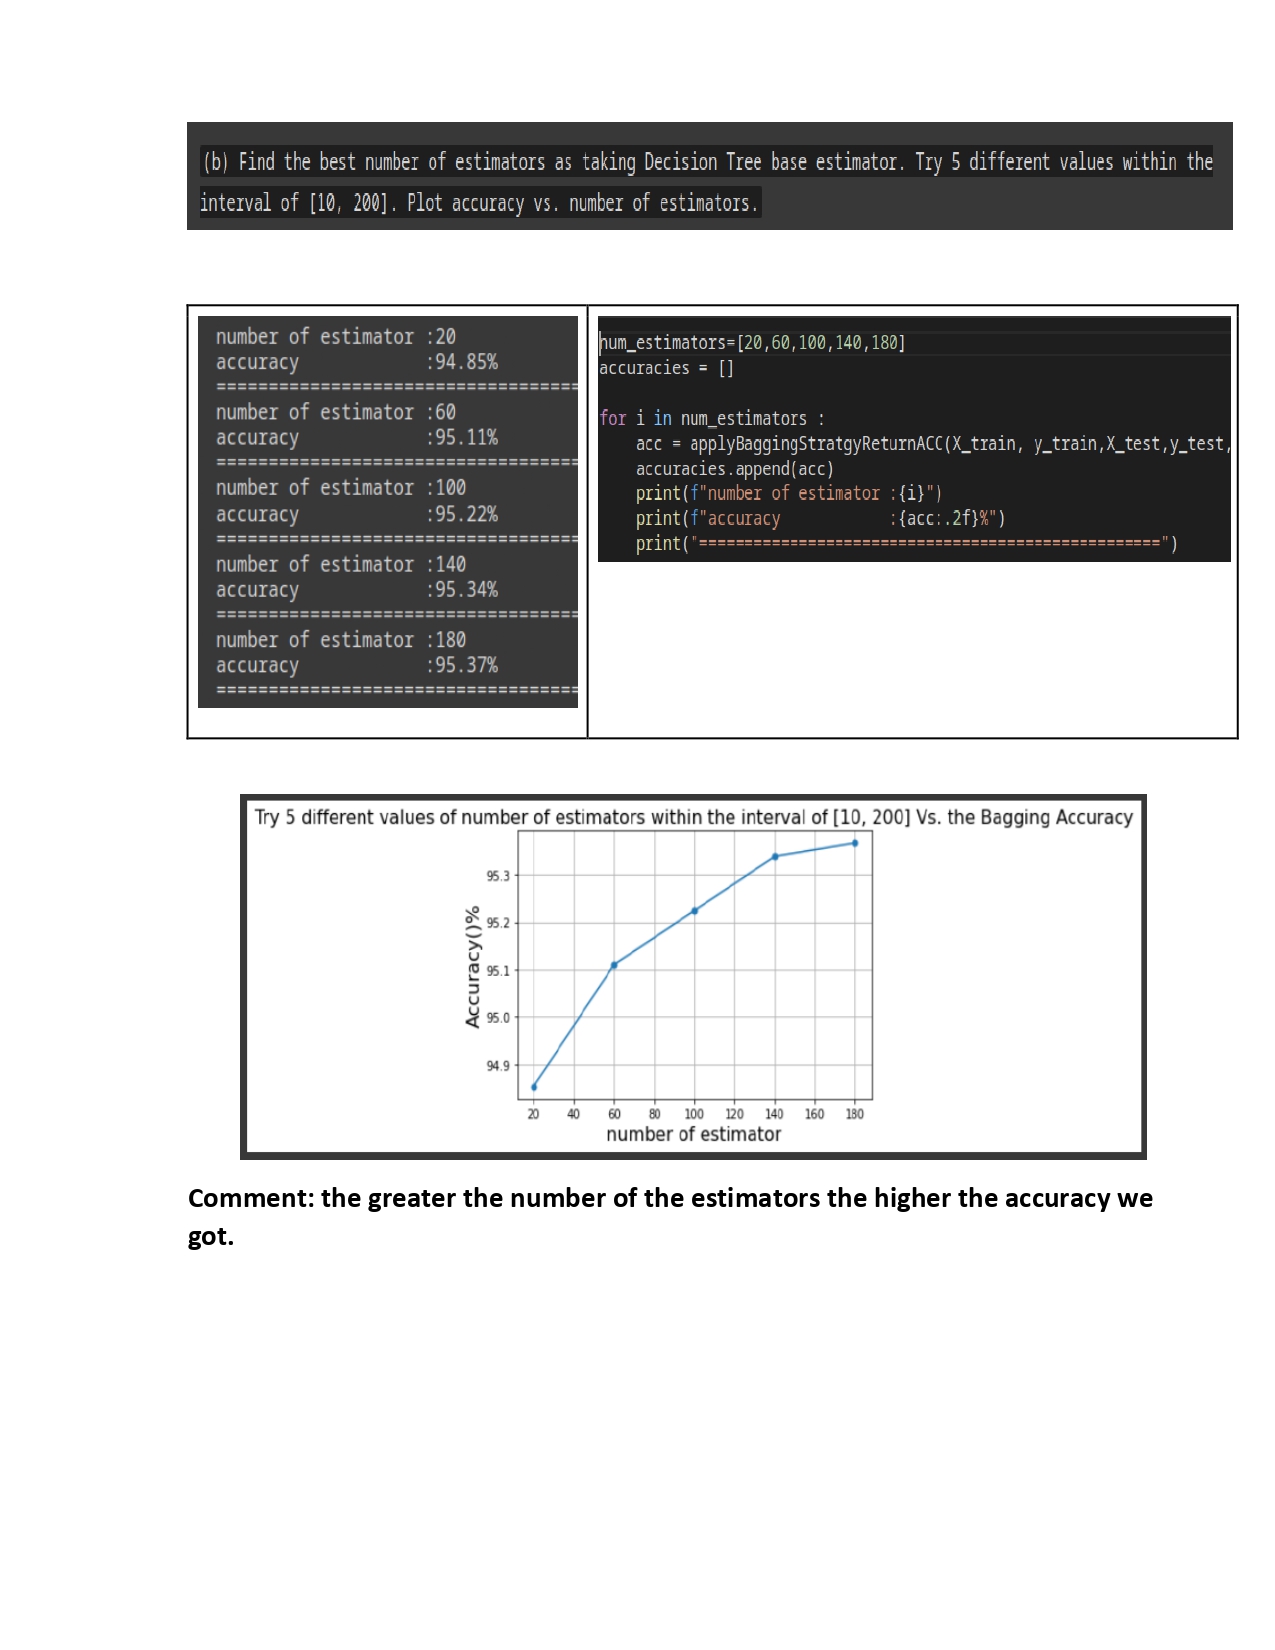 (b) Find the best number of estimators as taking Decision Tree base estimator. Try 5 different values within the
interval of [10, 200]. Plot accuracy vs. number of estimators.
number of estimator :20
accuracy :94.85%
===================================
number of estimator :60
accuracy :95.11%
===================================
number of estimator :100
accuracy :95.22%
===================================
number of estimator :140
accuracy :95.34%
===================================
number of estimator :180
accuracy :95.37%
===================================
num_estimators=[20,60,100,140,180]
accuracies = []
for i in num_estimators :
acc = applyBaggingStratgyReturnACC(X_train, y_train,X_test,y_test,
accuracies.append(acc)
print(f"number of estimator :{i}")
print(f"accuracy :{acc:.2f}%")
print("===================================================")
Try 5 different values of number of estimators within the interval of [10, 200] Vs. the Bagging Accuracy
Accuracy()%
95.3
95.2
95.1
95.0
94.9
20 40 60 80 100 120 140 160 180
number of estimator
Comment: the greater the number of the estimators the higher the accuracy we
got.